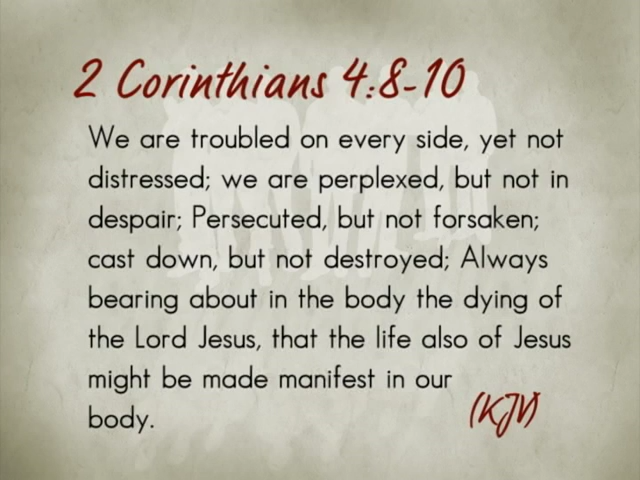 2 Corinthians 4:8-10
We are troubled on every side, yet not
distressed; we are perplexed, but not in
despair; Persecuted, but not forsaken;
cast down, but not destroyed; Always
bearing about in the body the dying of
the Lord Jesus, that the life also of Jesus
might be made manifest in our
body.
(KJV)